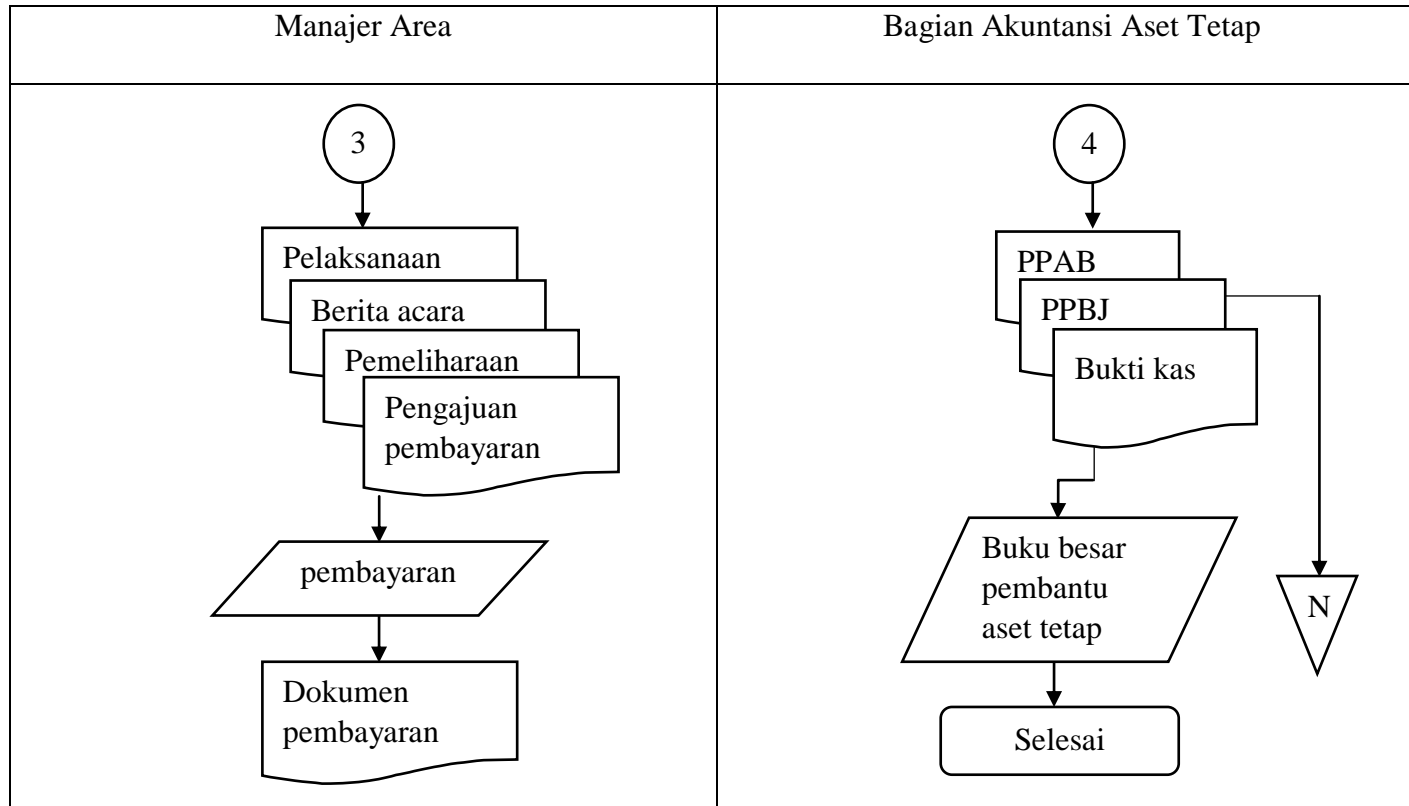 Manajer Area
Bagian Akuntansi Aset Tetap
3
Pelaksanaan
Berita acara
Pemeliharaan
Pengajuan
pembayaran
pembayaran
Dokumen
pembayaran
4
PPAB
PPBJ
Bukti kas
Buku besar
pembantu
aset tetap
N
Selesai